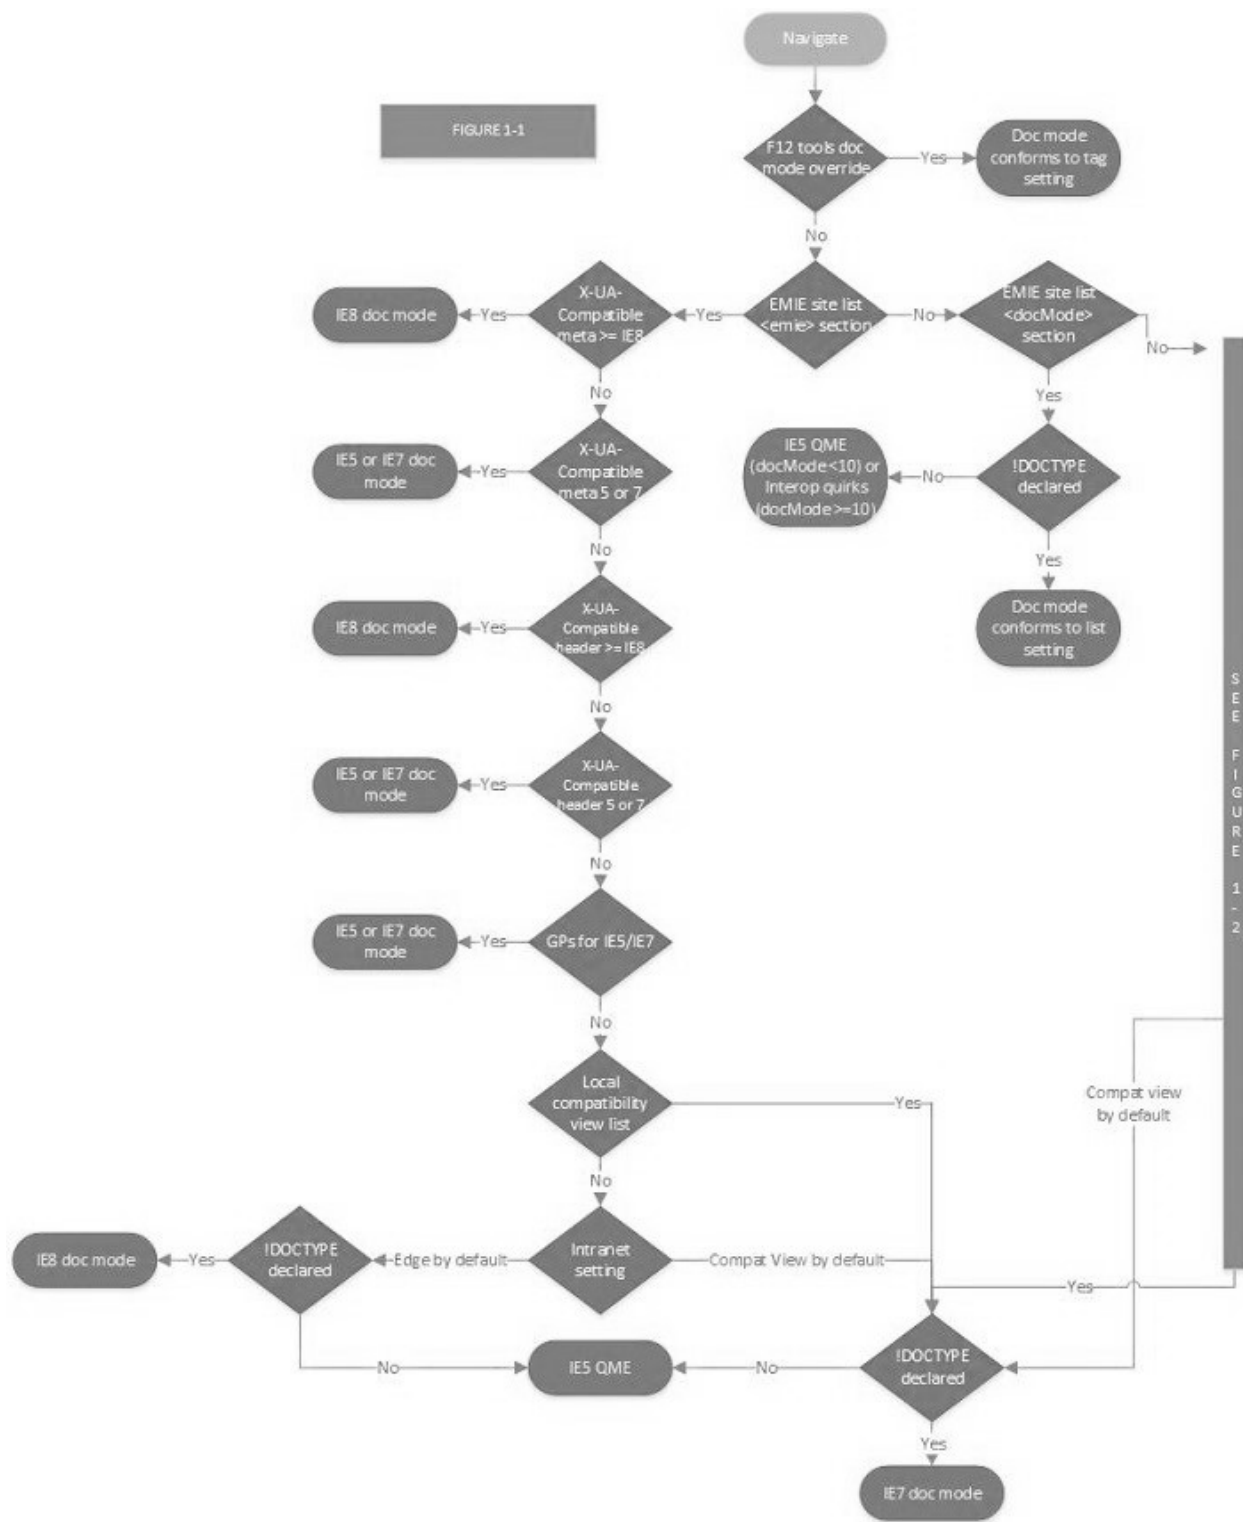 Navigate
FIGURE 1-1
F12 tools doc
mode override
Yes
Doc mode
conforms to tag
setting
No
IE8 doc mode
Yes
X-UA-
Compatible
meta >= IE8
Yes
EMIE site list
<emie> section
No
EMIE site list
<docMode>
section
No
No
Yes
IE5 or IE7 doc
mode
Yes
X-UA-
Compatible
meta 5 or 7
IE5 QME
(docMode<10) or
Interop quirks
(docMode >=10)
No
!DOCTYPE
declared
No
Yes
IE8 doc mode
Yes
X-UA-
Compatible
header >= IE8
Doc mode
conforms to list
setting
SEE FIGURE 1-2
No
IE5 or IE7 doc
mode
Yes
X-UA-
Compatible
header 5 or 7
No
IE5 or IE7 doc
mode
Yes
GPs for IE5/IE7
No
Local
compatibility
view list
Yes
Compat view
by default
No
IE8 doc mode
Yes
!DOCTYPE
declared
Edge by default
Intranet
setting
Compat View by default
Yes
No
IE5 QME
No
!DOCTYPE
declared
Yes
IE7 doc mode